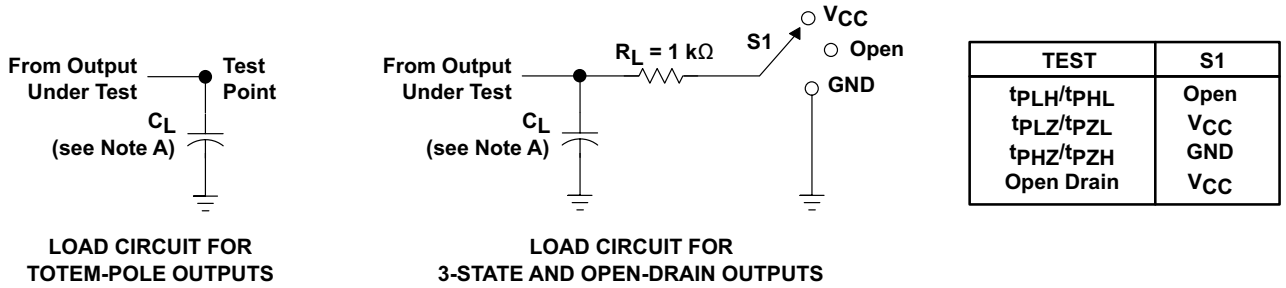 From Output
Under Test
Test
Point
CL
(see Note A)
LOAD CIRCUIT FOR
TOTEM-POLE OUTPUTS
From Output
Under Test
RL = 1 kΩ
S1
VCC
Open
GND
CL
(see Note A)
LOAD CIRCUIT FOR
3-STATE AND OPEN-DRAIN OUTPUTS
TEST S1
tPLH/tPHL Open
tPLZ/tPZL VCC
tPHZ/tPZH GND
Open Drain VCC